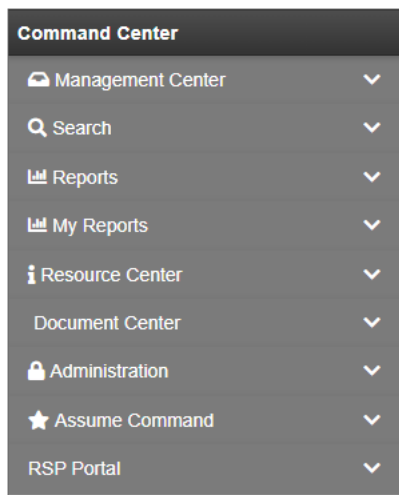 Command Center
Management Center
Search
Reports
My Reports
Resource Center
Document Center
Administration
Assume Command
RSP Portal